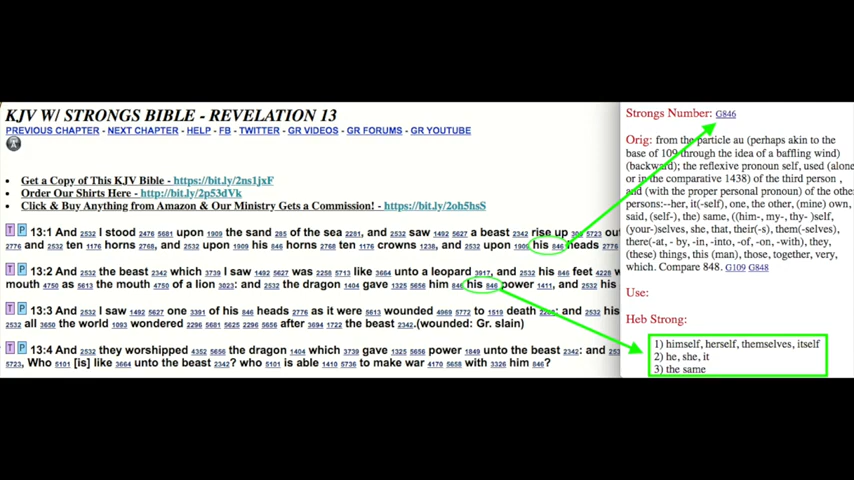 KJV W/ STRONGS BIBLE - REVELATION 13
PREVIOUS CHAPTER - NEXT CHAPTER - HELP - FB - TWITTER - GR VIDEOS - GR FORUMS - GR YOUTUBE
Get a Copy of This KJV Bible - https://bit.ly/2ns1jxF
Order Our Shirts Here - http://bit.ly/2p53dVk
Click & Buy Anything from Amazon & Our Ministry Gets a Commission! - https://bit.ly/2oh5hsS
T P 13:1 And 2532 I stood 2476 5681 upon 1909 the sand 285 of the sea 2281, and 2532 saw 1492 5627 a beast 2342 rise up 305 5723 out
2776 and 2532 ten 1176 horns 2768, and 2532 upon 1909 his 846 horns 2768 ten 1176 crowns 1238, and 2532 upon 1909 his 846 heads 2776
T P 13:2 And 2532 the beast 2342 which 3739 I saw 1492 5627 was 2258 5713 like 3664 unto a leopard 3917, and 2532 his 846 feet 4228 w
mouth 4750 as 5613 the mouth 4750 of a lion 3023: and 2532 the dragon 1404 gave 1325 5656 him 846 his 846 power 1411, and 2532 his
T P 13:3 And 2532 I saw 1492 5627 one 3391 of his 846 heads 2776 as it were 5613 wounded 4969 5772 to 1519 death and 2532 his
2532 all 3650 the world 1093 wondered 2296 5681 5625 2296 5656 after 3694 1722 the beast 2342.(wounded: Gr. slain)
T P 13:4 And 2532 they worshipped 4352 5656 the dragon 1404 which 3739 gave 1325 5656 power 1849 unto the beast 2342: and
5723, Who 5101 [is] like 3664 unto the beast 2342? who 5101 is able 1410 5736 to make war 4170 5658 with 3326 him 846?
Strongs Number: G846
Orig: from the particle au (perhaps akin to the
base of 109 through the idea of a baffling wind)
(backward); the reflexive pronoun self, used (alone
or in the comparative 1438) of the third person ,
and (with the proper personal pronoun) of the other
persons:--her, it(-self), one, the other, (mine) own,
said, (self-), the) same, ((him-, my-, thy- )self,
(your-)selves, she, that, their(-s), them(-selves),
there(-at, - by, -in, -into, -of, -on, -with), they,
(these) things, this (man), those, together, very,
which. Compare 848. G109 G848
Use:
Heb Strong:
1) himself, herself, themselves, itself
2) he, she, it
3) the same